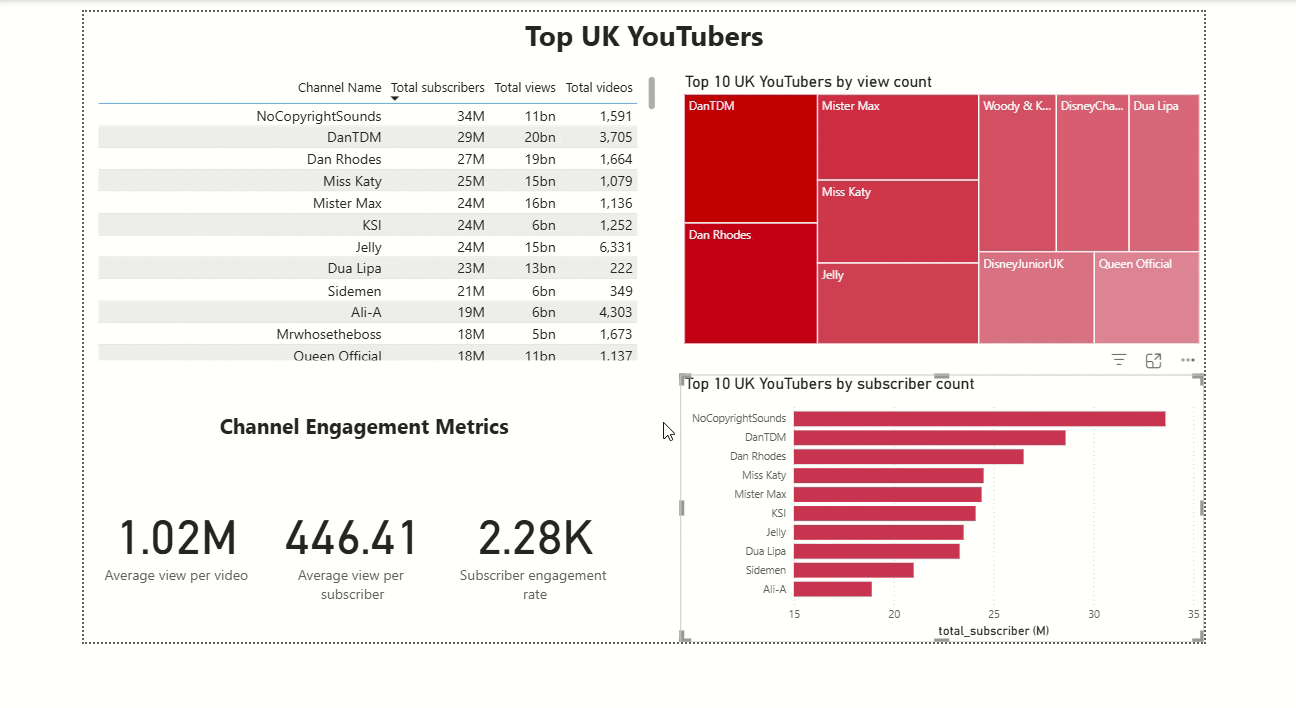 Top UK YouTubers
Channel Name Total subscribers Total views Total videos
NoCopyrightSounds 34M 11bn 1,591
DanTDM 29M 20bn 3,705
Dan Rhodes 27M 19bn 1,664
Miss Katy 25M 15bn 1,079
Mister Max 24M 16bn 1,136
KSI 24M 6bn 1,252
Jelly 24M 15bn 6,331
Dua Lipa 23M 13bn 222
Sidemen 21M 6bn 349
Ali-A 19M 6bn 4,303
Mrwhosetheboss 18M 5bn 1,673
Queen Official 18M 11bn 1,137
Top 10 UK YouTubers by view count
DanTDM
Dan Rhodes
Mister Max
Miss Katy
Jelly
Woody & K...
DisneyCha...
Dua Lipa
DisneyJuniorUK
Queen Official
Channel Engagement Metrics
1.02M
Average view per video
446.41
Average view per
subscriber
2.28K
Subscriber engagement
rate
Top 10 UK YouTubers by subscriber count
NoCopyrightSounds
DanTDM
Dan Rhodes
Miss Katy
Mister Max
KSI
Jelly
Dua Lipa
Sidemen
Ali-A
15 20 25 30 35
total_subscriber (M)